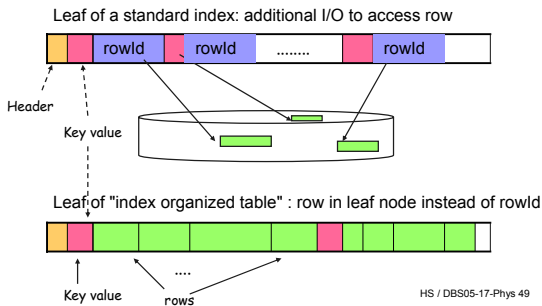 Leaf of a standard index: additional I/O to access row
rowId rowId ........ rowId
Header
Key value
Leaf of "index organized table" : row in leaf node instead of rowId
....
Key value
rows
HS / DBS05-17-Phys 49